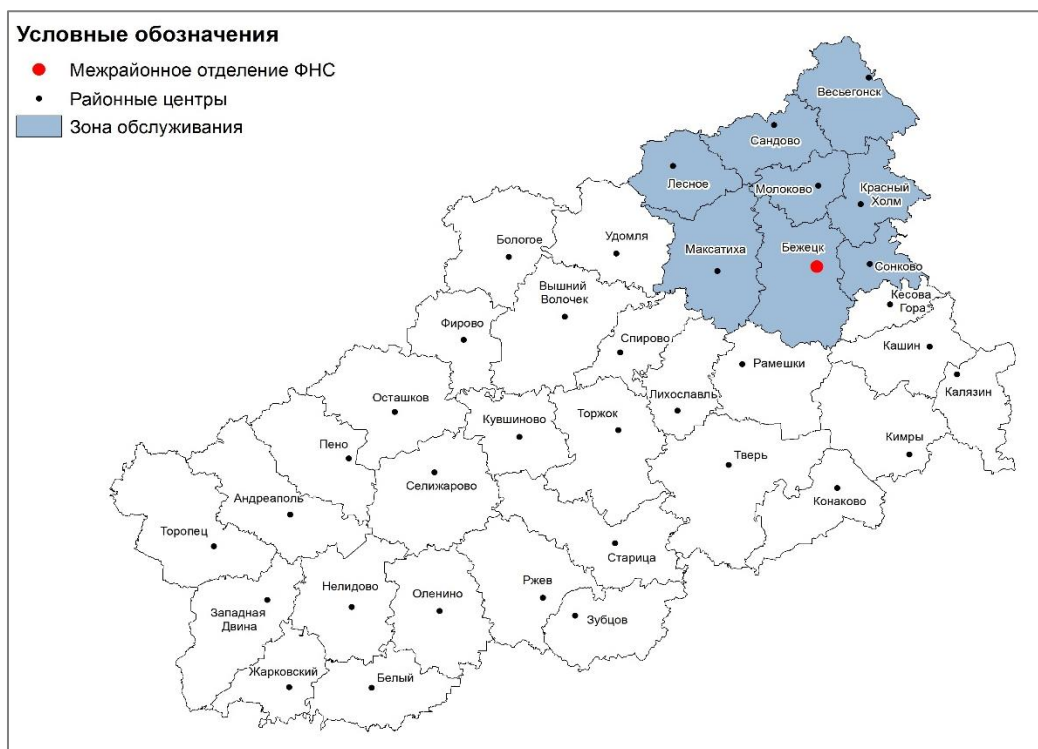 Условные обозначения
Межрайонное отделение ФНС
Районные центры
Зона обслуживания
Весьегонск
Сандово
Лесное
Молоково
Красный
Холм
Максатиха
Бежецк
Сонково
Кесова
Гора
Бологое
Удомля
Вышний
Волочек
Фирово
Спирово
Рамешки
Кашин
Калязин
Осташков
Кувшиново
Торжок
Лихославль
Кимры
Пено
Селижарово
Тверь
Конаково
Андреаполь
Торопец
Старица
Нелидово
Оленино
Ржев
Зубцов
Западная
Двина
Жарковский
Белый